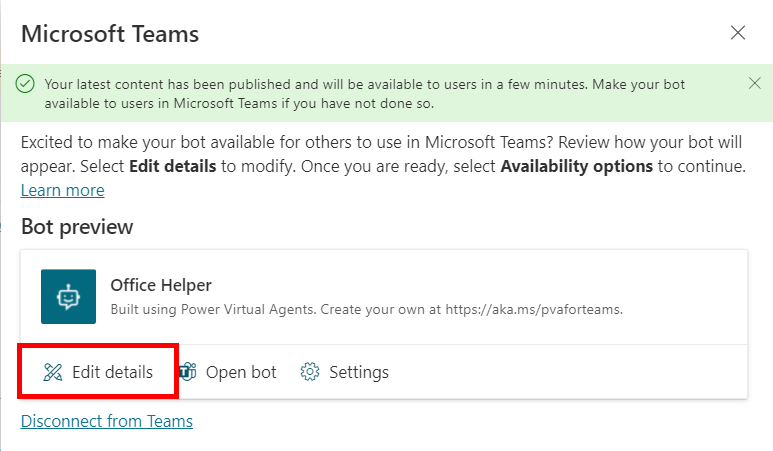 Microsoft Teams
Your latest content has been published and will be available to users in a few minutes. Make your bot
available to users in Microsoft Teams if you have not done so.
Excited to make your bot available for others to use in Microsoft Teams? Review how your bot will
appear. Select Edit details to modify. Once you are ready, select Availability options to continue.
Learn more
Bot preview
Office Helper
Built using Power Virtual Agents. Create your own at https://aka.ms/pvaforteams.
Edit details Open bot Settings
Disconnect from Teams